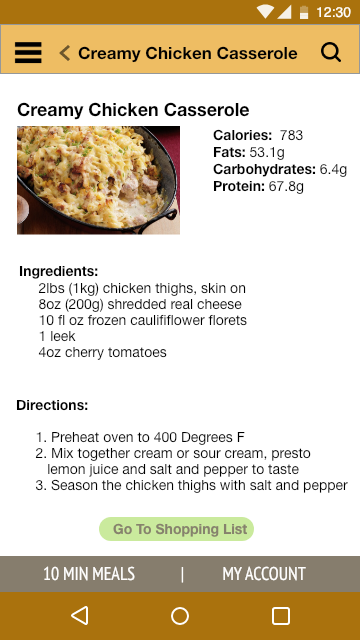 12:30
Creamy Chicken Casserole
Creamy Chicken Casserole
Calories: 783
Fats: 53.1g
Carbohydrates: 6.4g
Protein: 67.8g
Ingredients:
2lbs (1kg) chicken thighs, skin on
8oz (200g) shredded real cheese
10 fl oz frozen caulififlower florets
1 leek
4oz cherry tomatoes
Directions:
1. Preheat oven to 400 Degrees F
2. Mix together cream or sour cream, presto
lemon juice and salt and pepper to taste
3. Season the chicken thighs with salt and pepper
Go To Shopping List
10 MIN MEALS | MY ACCOUNT